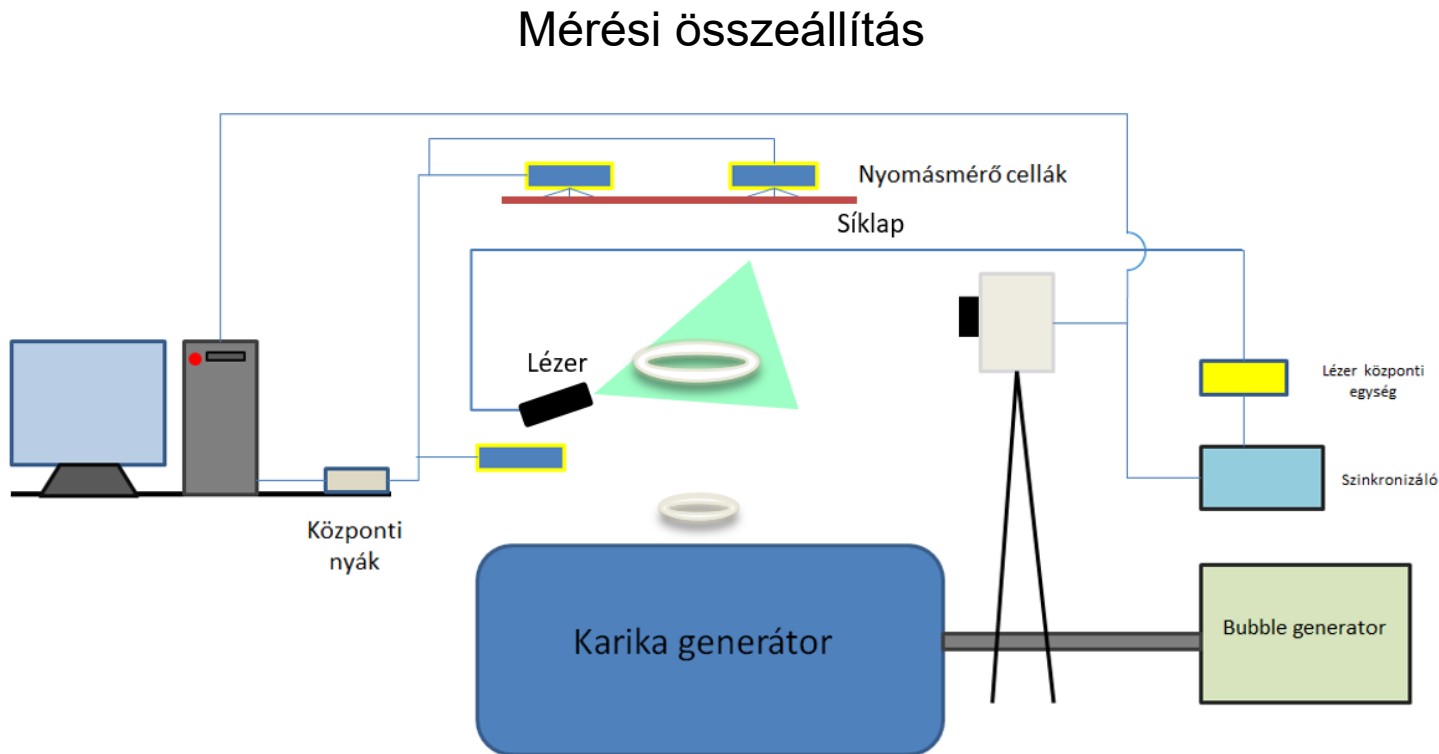 Mérési összeállítás
Nyomásmérő cellák
Síklap
Lézer
Lézer központi
egység
Szinkronizáló
Központi
nyák
Karika generátor
Bubble generator